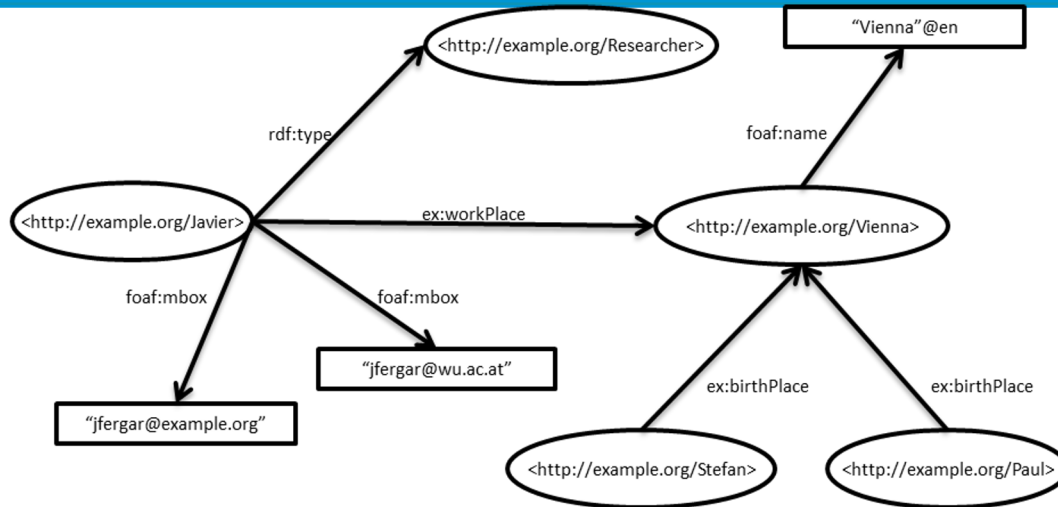 <http://example.org/Researcher>
“Vienna”@en
rdf:type
foaf:name
<http://example.org/Javier>
ex:workPlace
<http://example.org/Vienna>
foaf:mbox
foaf:mbox
“jfergar@wu.ac.at”
“jfergar@example.org”
ex:birthPlace
ex:birthPlace
<http://example.org/Stefan>
<http://example.org/Paul>